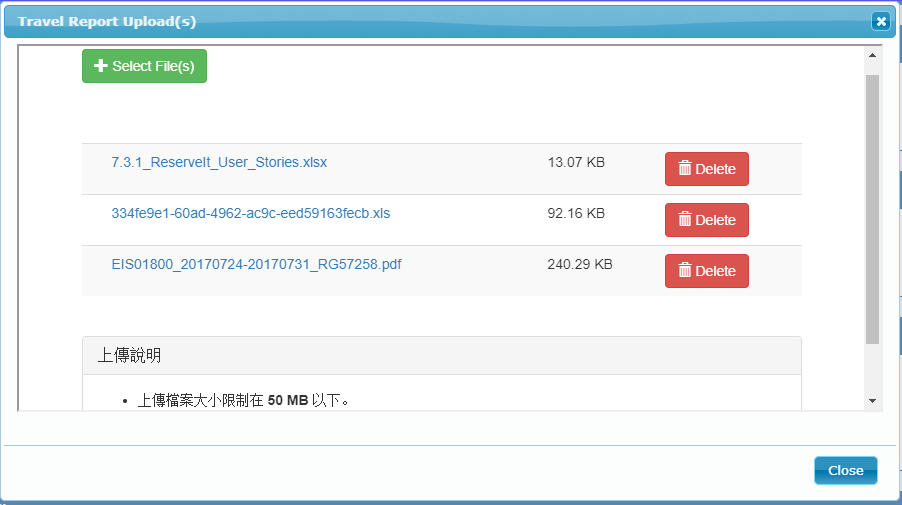 Travel Report Upload(s)
Select File(s)
7.3.1_ReserveIt_User_Stories.xlsx 13.07 KB Delete
334fe9e1-60ad-4962-ac9c-eed59163fecb.xls 92.16 KB Delete
EIS01800_20170724-20170731_RG57258.pdf 240.29 KB Delete
上傳說明
• 上傳檔案大小限制在 50 MB 以下。
Close